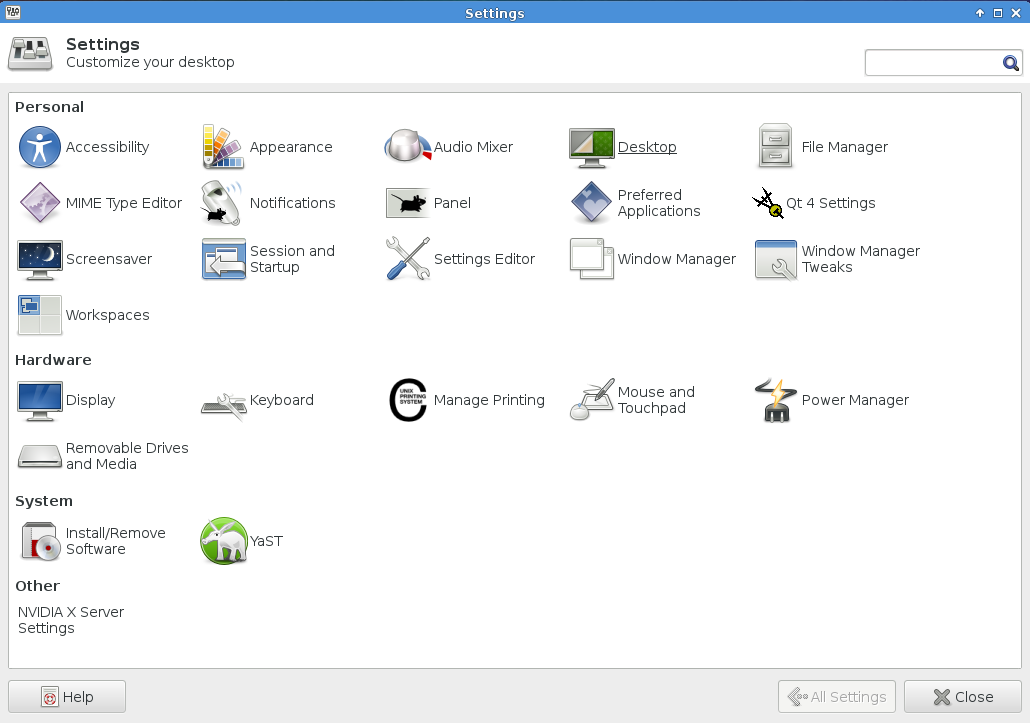 Settings
Settings
Customize your desktop
Personal
Accessibility
Appearance
Audio Mixer
Desktop
File Manager
MIME Type Editor
Notifications
Panel
Preferred
Applications
Qt 4 Settings
Screensaver
Session and
Startup
Settings Editor
Window Manager
Window Manager
Tweaks
Workspaces
Hardware
Display
Keyboard
UNIX
PRINTING
SYSTEM
Manage Printing
Mouse and
Touchpad
Power Manager
Removable Drives
and Media
System
Install/Remove
Software
YaST
Other
NVIDIA X Server
Settings
Help
All Settings
Close